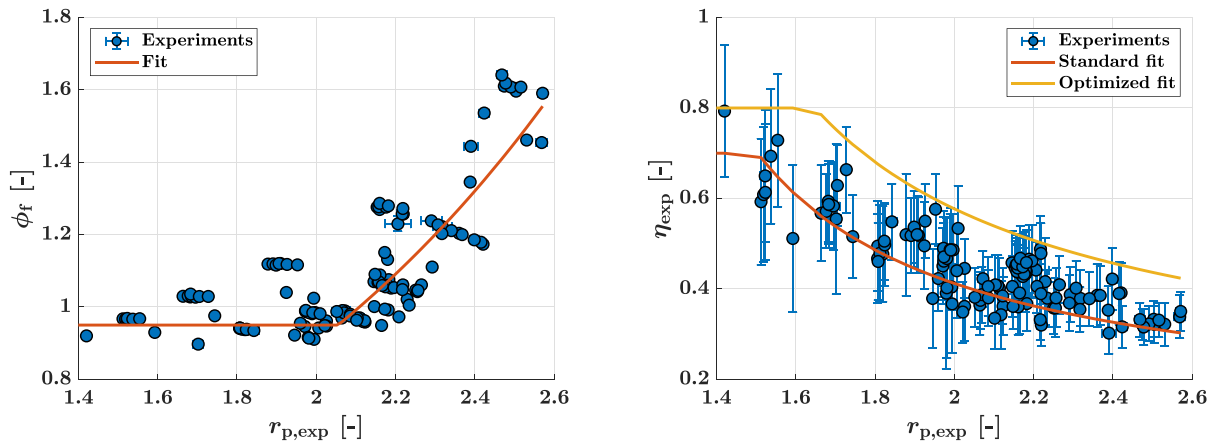 1.8
1.6
1.4
1.2
1
0.8
ϕf [-]
Experiments
Fit
1.4 1.6 1.8 2 2.2 2.4 2.6
rp,exp [-]
1
0.8
0.6
0.4
0.2
ηexp [-]
Experiments
Standard fit
Optimized fit
1.4 1.6 1.8 2 2.2 2.4 2.6
rp,exp [-]